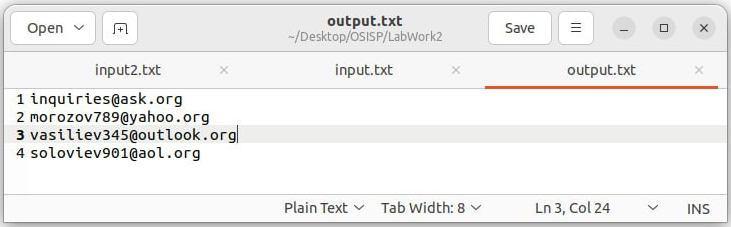 Open
output.txt
~/Desktop/OSISP/LabWork2
Save
input2.txt
input.txt
output.txt
1 inquiries@ask.org
2 morozov789@yahoo.org
3 vasiliev345@outlook.org
4 soloviev901@aol.org
Plain Text Tab Width: 8 Ln 3, Col 24 INS